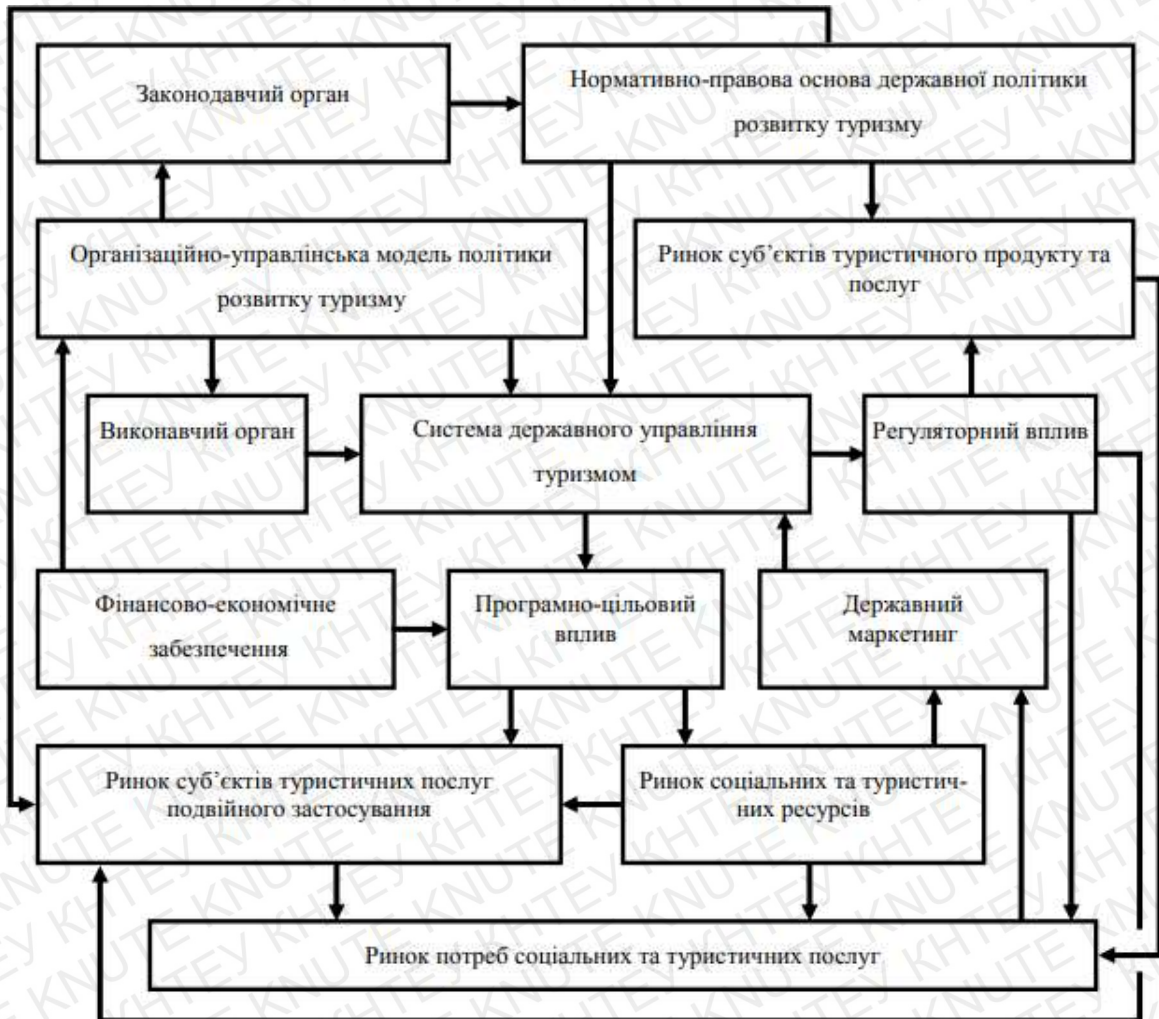 Законодавчий орган
Нормативно-правова основа державної політики
розвитку туризму
Організаційно-управлінська модель політики
розвитку туризму
Ринок суб’єктів туристичного продукту та
послуг
Виконавчий орган
Система державного управління
туризмом
Регуляторний вплив
Фінансово-економічне
забезпечення
Програмно-цільовий
вплив
Державний
маркетинг
Ринок суб’єктів туристичних послуг
подвійного застосування
Ринок соціальних та туристич-
них ресурсів
Ринок потреб соціальних та туристичних послуг